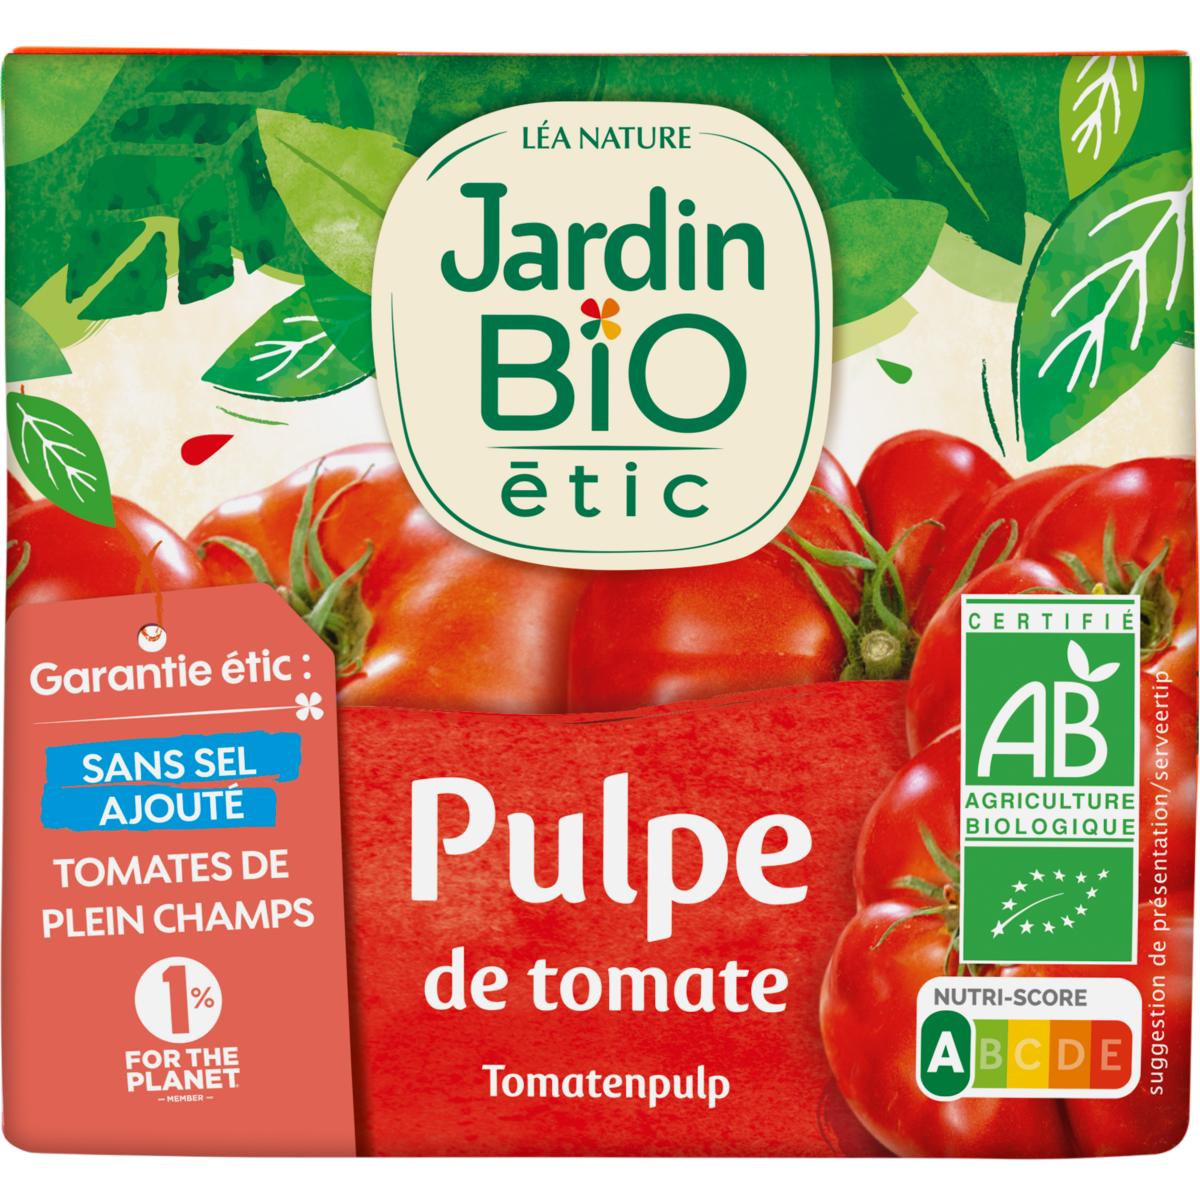 LÉA NATURE
Jardin
BiO
ētic
Garantie étic :
SANS SEL
AJOUTÉ
TOMATES DE
PLEIN CHAMPS
1%
FOR THE
PLANET
MEMBER
Pulpe
de tomate
Tomatenpulp
CERTIFIÉ
AB
AGRICULTURE
BIOLOGIQUE
NUTRI-SCORE
A B C D E
suggestion de présentation/serveertip